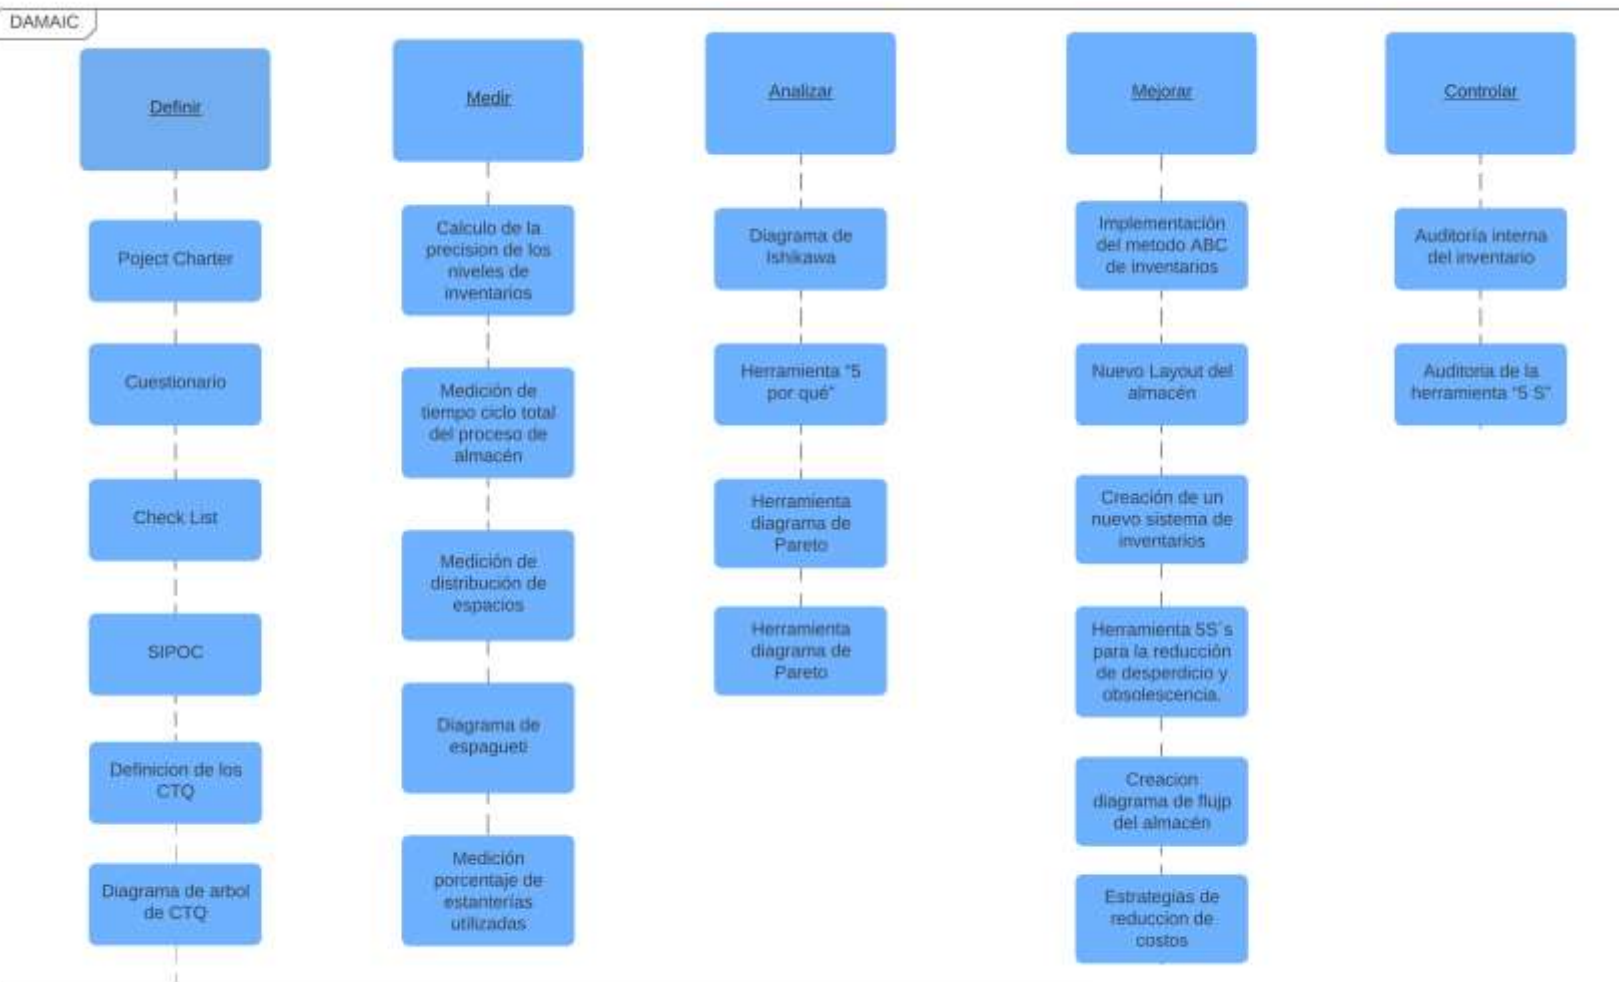 DAMAIC
Definir
Poject Charter
Cuestionario
Check List
SIPOC
Definicion de los
CTQ
Diagrama de arbol
de CTQ
Medir
Calculo de la
precision de los
niveles de
inventarios
Medición de
tiempo ciclo total
del proceso de
almacén
Medición de
distribución de
espacios
Diagrama de
espagueti
Medición
porcentaje de
estanterías
utilizadas
Analizar
Diagrama de
Ishikawa
Herramienta "5
por qué"
Herramienta
diagrama de
Pareto
Herramienta
diagrama de
Pareto
Mejorar
Implementación
del metodo ABC
de inventarios
Nuevo Layout del
almacén
Creación de un
nuevo sistema de
inventarios
Herramienta 5S´s
para la reducción
de desperdicio y
obsolescencia.
Creacion
diagrama de flujp
del almacén
Estrategias de
reduccion de
costos
Controlar
Auditoría interna
del inventario
Auditoria de la
herramienta "5 S"